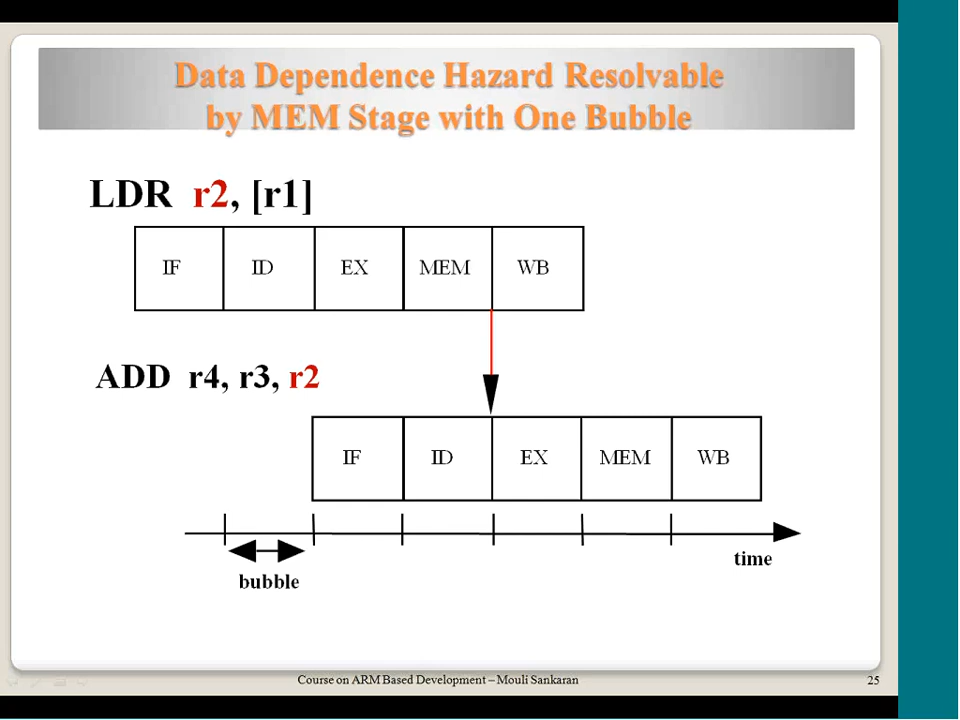 Data Dependence Hazard Resolvable
by MEM Stage with One Bubble
LDR r2, [r1]
IF ID EX MEM WB
ADD r4, r3, r2
IF ID EX MEM WB
time
bubble
Course on ARM Based Development – Mouli Sankaran 25